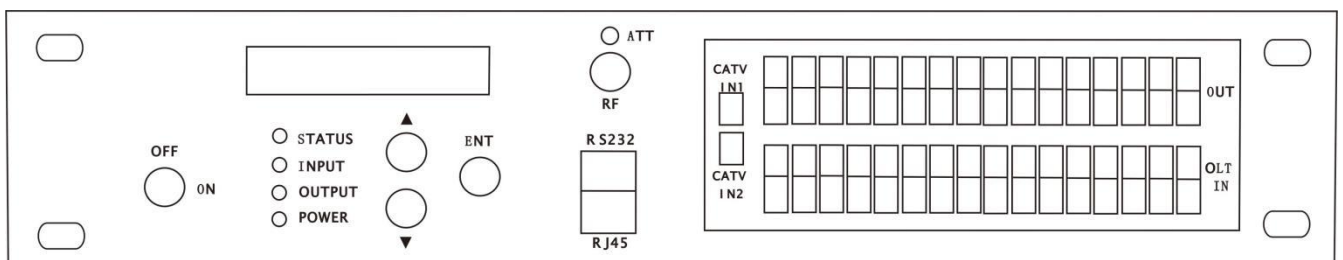 OFF
ON
STATUS
INPUT
OUTPUT
POWER
▲
▼
ENT
ATT
RF
RS232
RJ45
CATV
IN1
CATV
IN2
OUT
OLT
IN